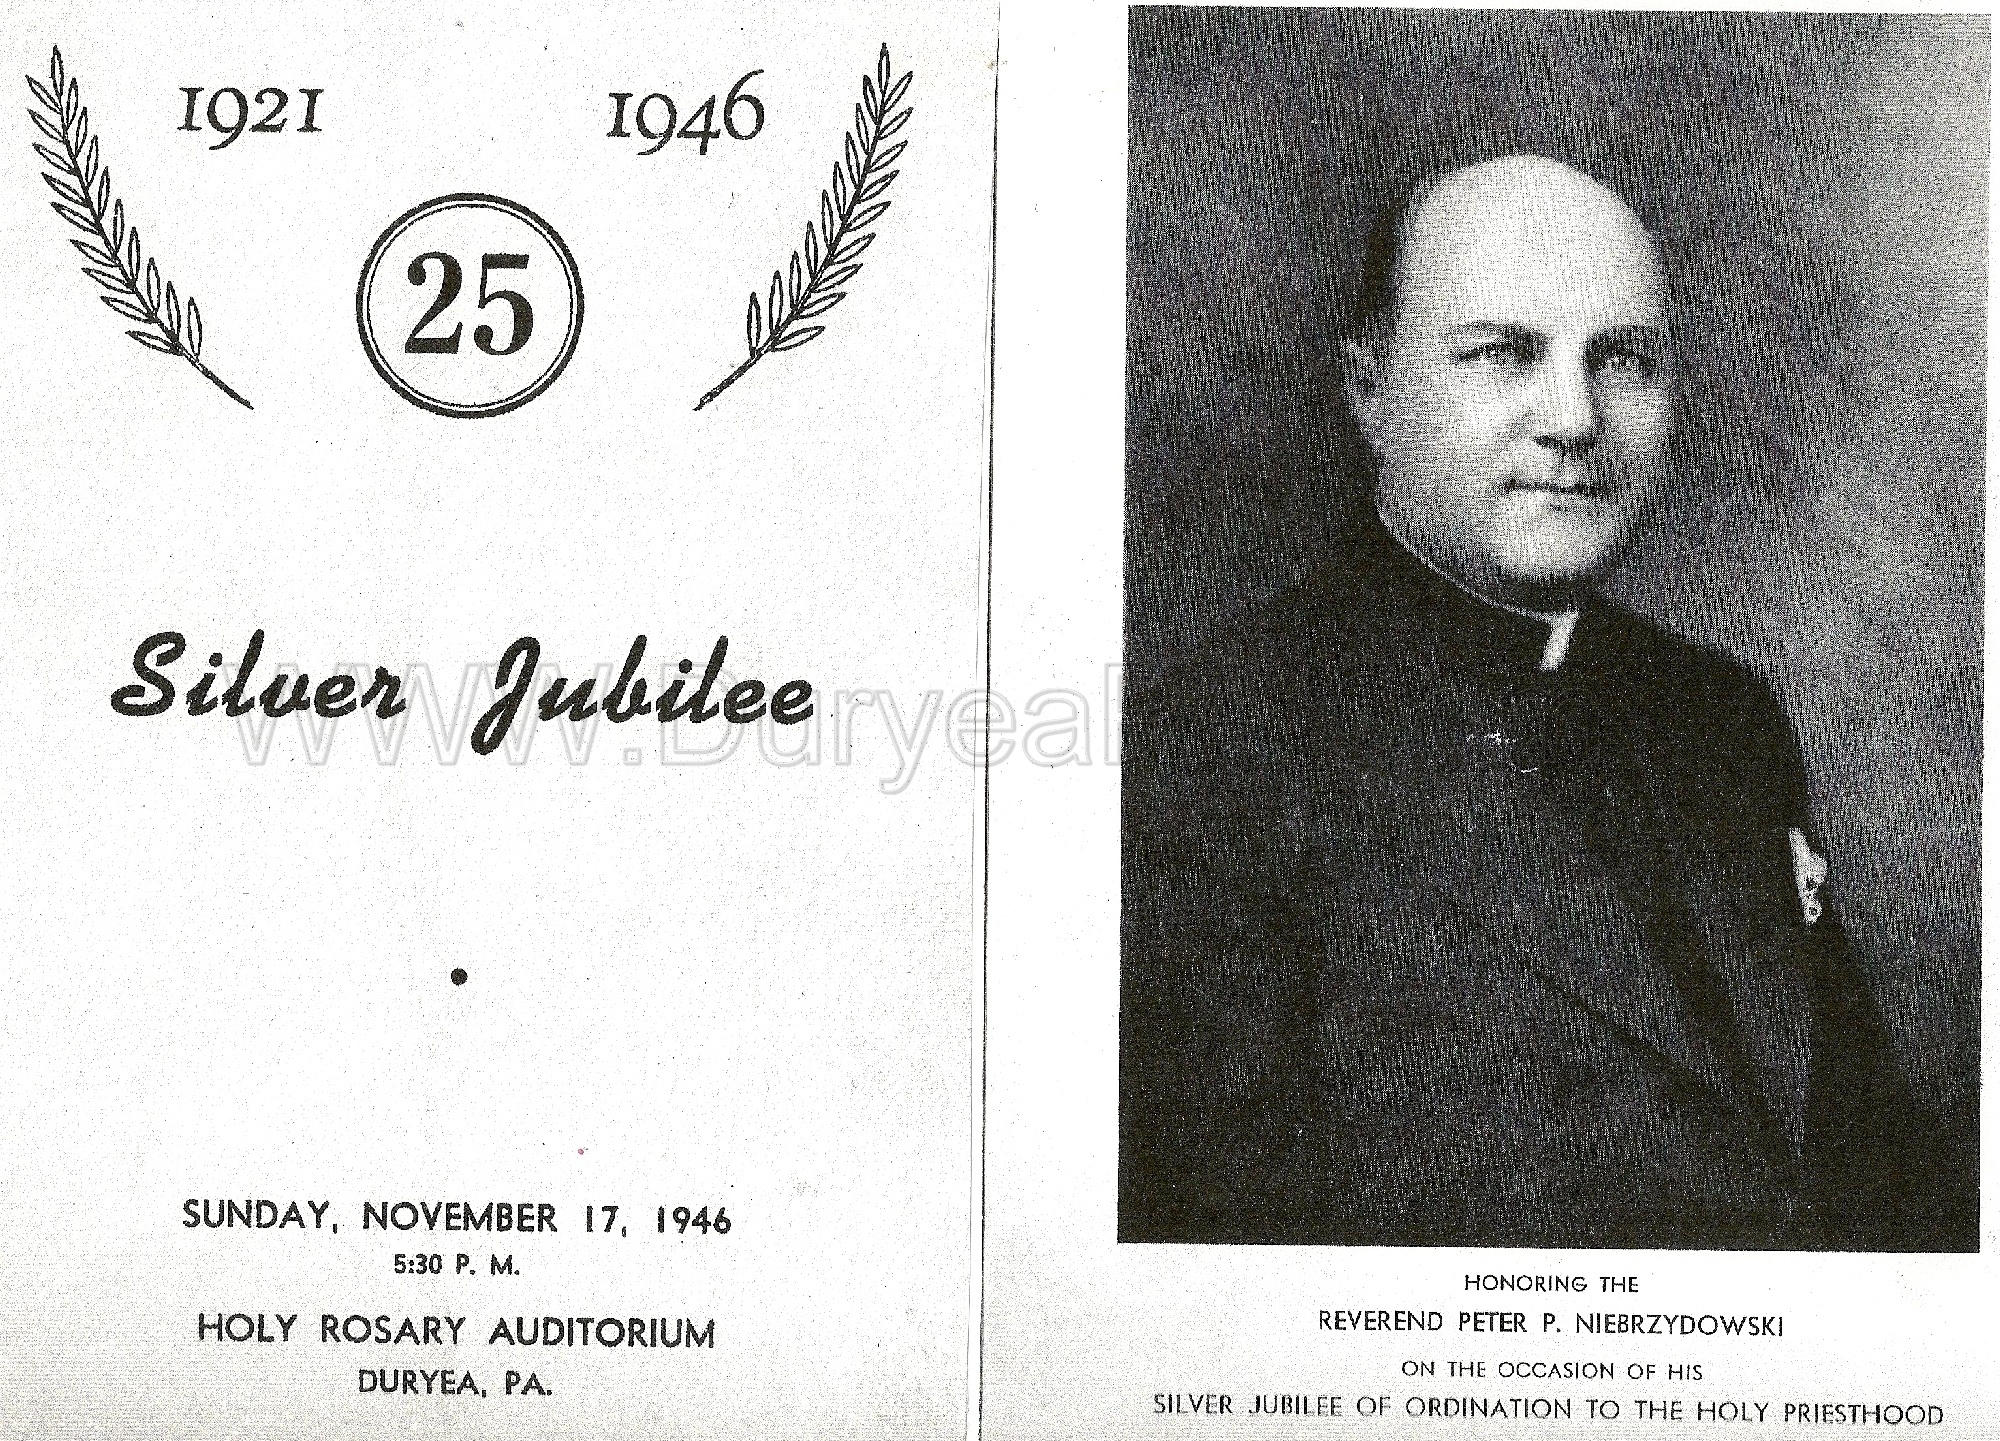 1921 1946
25
Silver Jubilee
SUNDAY, NOVEMBER 17, 1946
5:30 P. M.
HOLY ROSARY AUDITORIUM
DURYEA, PA.
HONORING THE
REVEREND PETER P. NIEBRZYDOWSKI
ON THE OCCASION OF HIS
SILVER JUBILEE OF ORDINATION TO THE HOLY PRIESTHOOD